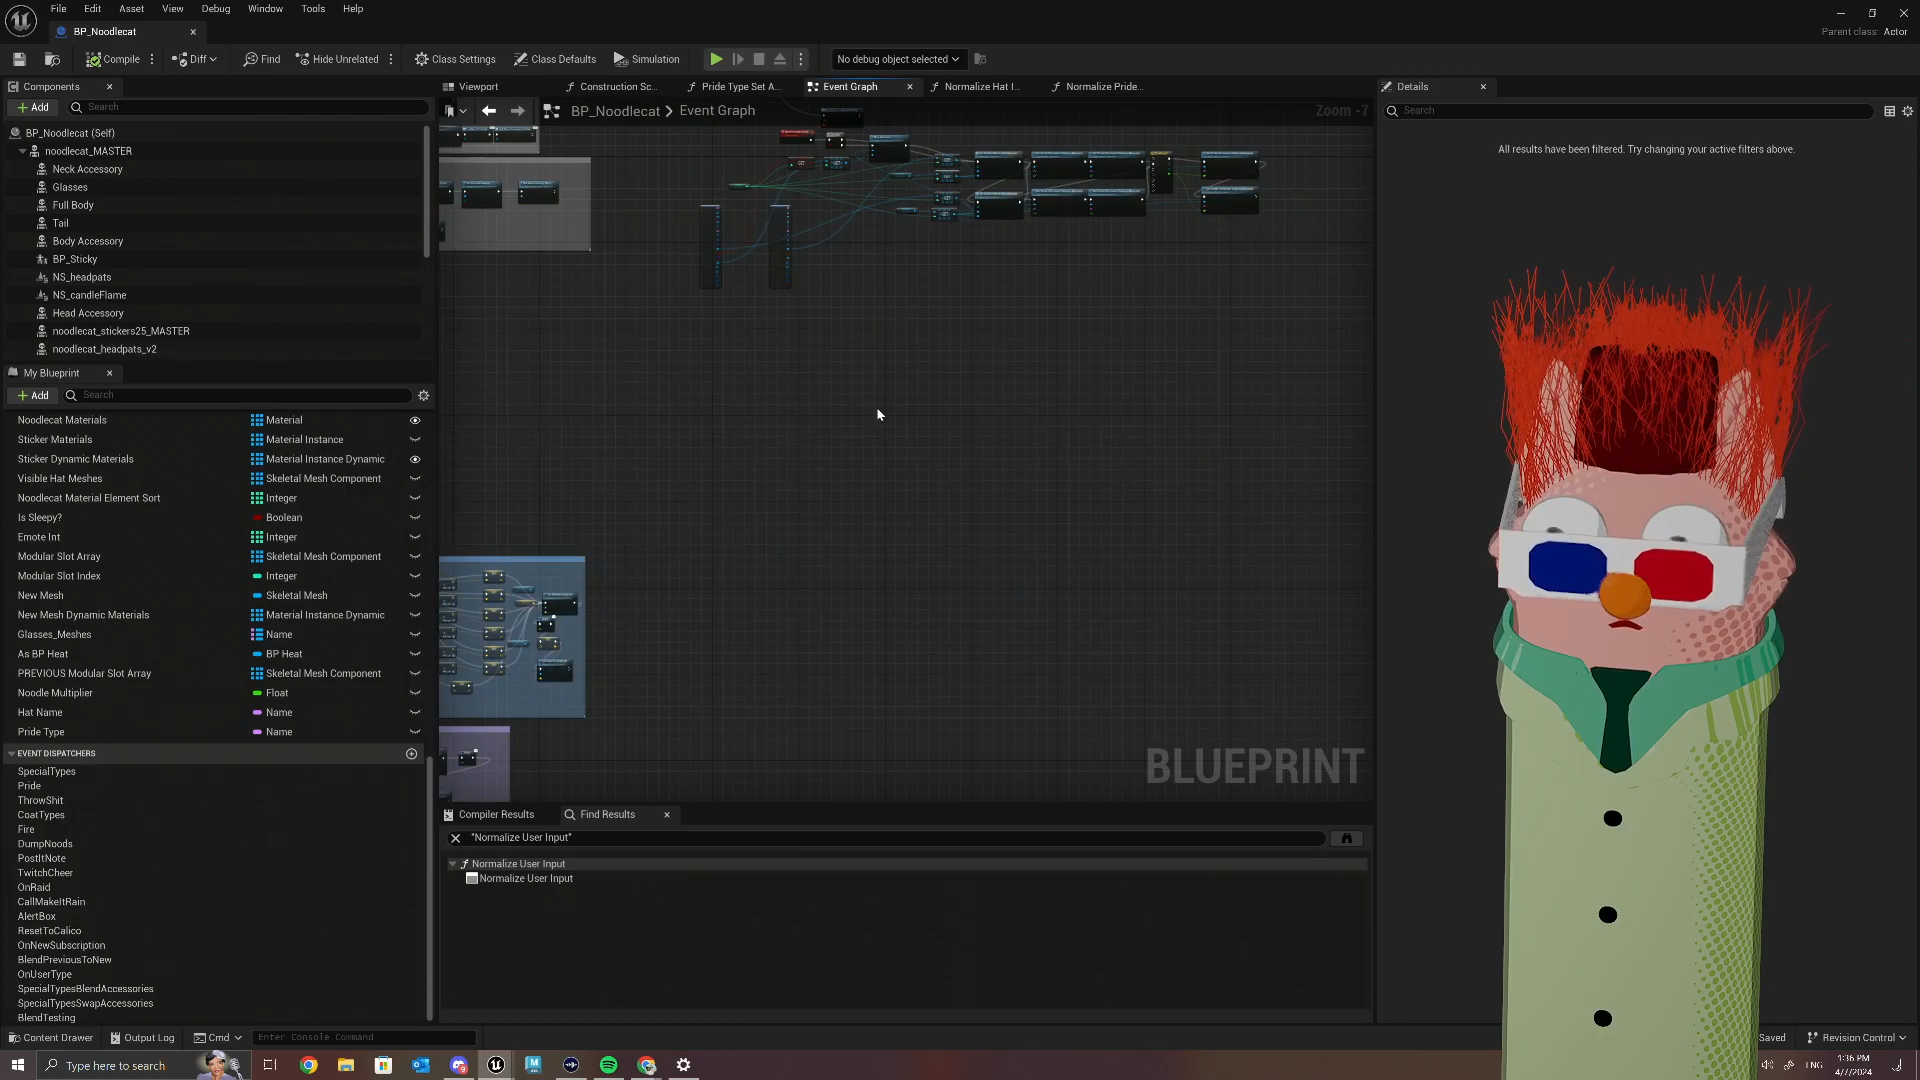 File Edit Asset View Debug Window Tools Help
BP_Noodlecat
Parent class: Actor
Compile Diff Find Hide Unrelated Class Settings Class Defaults Simulation No debug object selected
Components
Viewport Construction Sc... Pride Type Set A... Event Graph Normalize Hat I... Normalize Pride...
Details
Add Search
BP_Noodlecat > Event Graph
Zoom -7
Search
All results have been filtered. Try changing your active filters above.
BP_Noodlecat (Self)
noodlecat_MASTER
Neck Accessory
Glasses
Full Body
Tail
Body Accessory
BP_Sticky
NS_headpats
NS_candleFlame
Head Accessory
noodlecat_stickers25_MASTER
noodlecat_headpats_v2
My Blueprint
Add Search
Noodlecat Materials Material
Sticker Materials Material Instance
Sticker Dynamic Materials Material Instance Dynamic
Visible Hat Meshes Skeletal Mesh Component
Noodlecat Material Element Sort Integer
Is Sleepy? Boolean
Emote Int Integer
Modular Slot Array Skeletal Mesh Component
Modular Slot Index Integer
New Mesh Skeletal Mesh
New Mesh Dynamic Materials Material Instance Dynamic
Glasses_Meshes Name
As BP Heat BP Heat
PREVIOUS Modular Slot Array Skeletal Mesh Component
Noodle Multiplier Float
Hat Name Name
Pride Type Name
EVENT DISPATCHERS
SpecialTypes
Pride
ThrowShit
CoatTypes
Fire
DumpNoods
PostItNote
TwitchCheer
OnRaid
CallMakeItRain
AlertBox
ResetToCalico
OnNewSubscription
BlendPreviousToNew
OnUserType
SpecialTypesBlendAccessories
SpecialTypesSwapAccessories
BlendTesting
BLUEPRINT
Compiler Results Find Results
"Normalize User Input"
Normalize User Input
Normalize User Input
Content Drawer Output Log Cmd Enter Console Command
Saved Revision Control
Type here to search
ENG
1:36 PM
4/7/2024